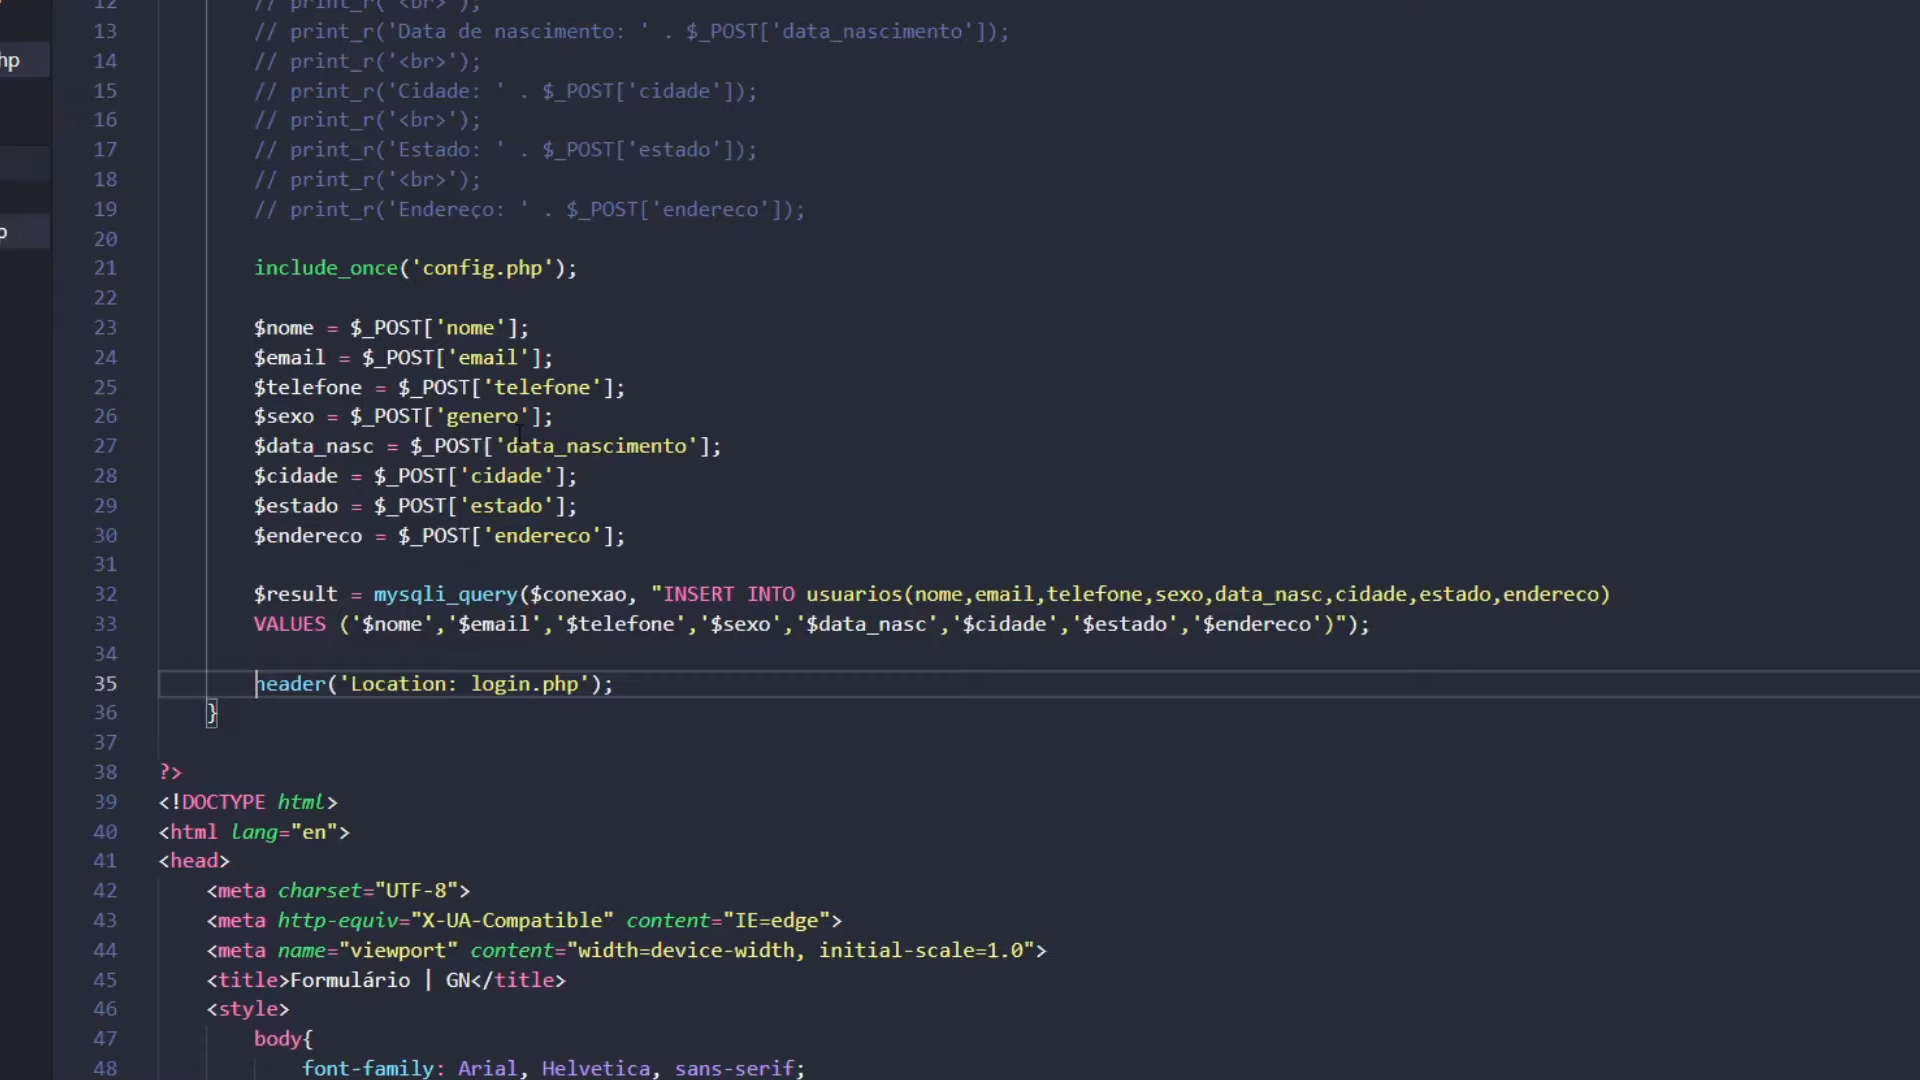 12 // print_r('<br>');
13 // print_r('Data de nascimento: ' . $_POST['data_nascimento']);
hp 14 // print_r('<br>');
15 // print_r('Cidade: ' . $_POST['cidade']);
16 // print_r('<br>');
17 // print_r('Estado: ' . $_POST['estado']);
18 // print_r('<br>');
19 // print_r('Endereço: ' . $_POST['endereco']);
p 20
21 include_once('config.php');
22
23 $nome = $_POST['nome'];
24 $email = $_POST['email'];
25 $telefone = $_POST['telefone'];
26 $sexo = $_POST['genero'];
27 $data_nasc = $_POST['data_nascimento'];
28 $cidade = $_POST['cidade'];
29 $estado = $_POST['estado'];
30 $endereco = $_POST['endereco'];
31
32 $result = mysqli_query($conexao, "INSERT INTO usuarios(nome,email,telefone,sexo,data_nasc,cidade,estado,endereco)
33 VALUES ('$nome','$email','$telefone','$sexo','$data_nasc','$cidade','$estado','$endereco')");
34
35 header('Location: login.php');
36 }
37
38 ?>
39 <!DOCTYPE html>
40 <html lang="en">
41 <head>
42 <meta charset="UTF-8">
43 <meta http-equiv="X-UA-Compatible" content="IE=edge">
44 <meta name="viewport" content="width=device-width, initial-scale=1.0">
45 <title>Formulário | GN</title>
46 <style>
47 body{
48 font-family: Arial, Helvetica, sans-serif;